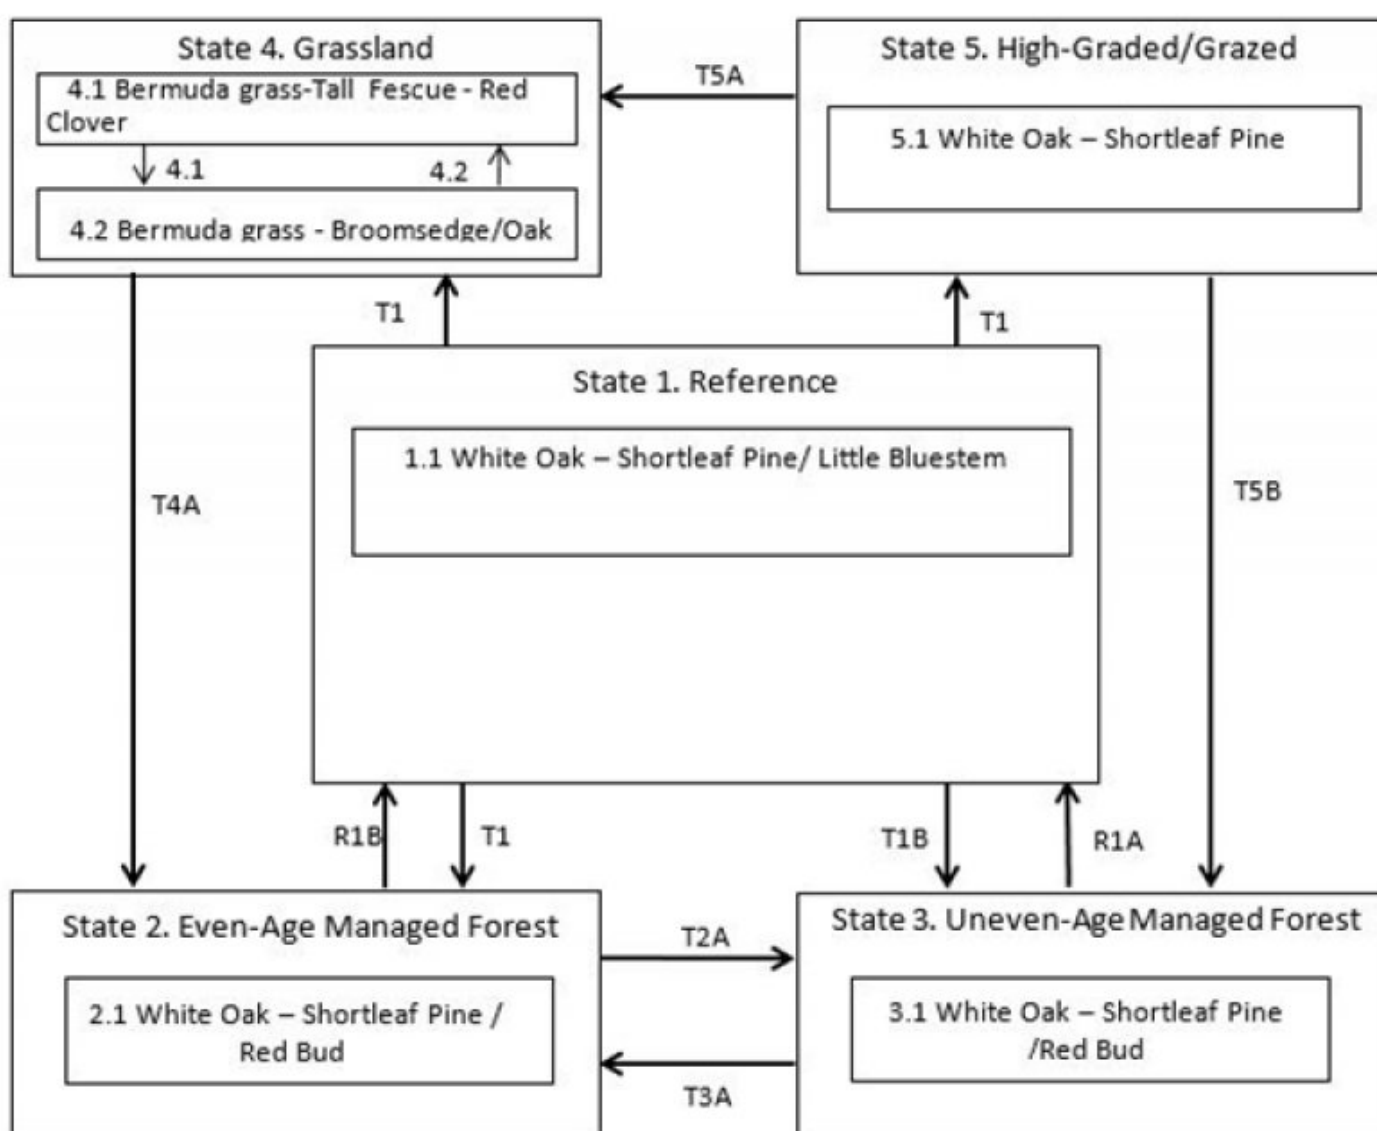 State 4. Grassland
4.1 Bermuda grass-Tall Fescue - Red
Clover
4.1
4.2
4.2 Bermuda grass - Broomsedge/Oak
T5A
State 5. High-Graded/Grazed
5.1 White Oak – Shortleaf Pine
T1
T1
State 1. Reference
1.1 White Oak – Shortleaf Pine/ Little Bluestem
T4A
T5B
R1B
T1
T1B
R1A
State 2. Even-Age Managed Forest
2.1 White Oak – Shortleaf Pine /
Red Bud
T2A
T3A
State 3. Uneven-Age Managed Forest
3.1 White Oak – Shortleaf Pine
/Red Bud